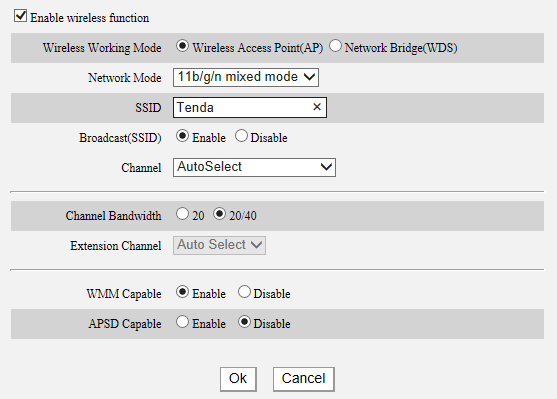 Enable wireless function
Wireless Working Mode Wireless Access Point(AP) Network Bridge(WDS)
Network Mode 11b/g/n mixed mode
SSID Tenda ×
Broadcast(SSID) Enable Disable
Channel AutoSelect
Channel Bandwidth 20 20/40
Extension Channel Auto Select
WMM Capable Enable Disable
APSD Capable Enable Disable
Ok Cancel